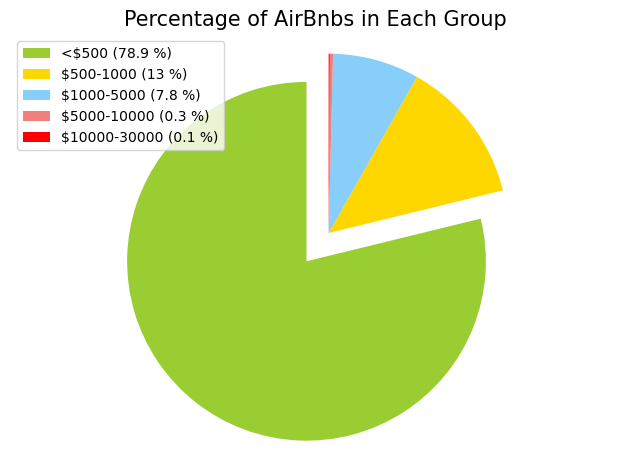 Percentage of AirBnbs in Each Group
<$500 (78.9 %)
$500-1000 (13 %)
$1000-5000 (7.8 %)
$5000-10000 (0.3 %)
$10000-30000 (0.1 %)